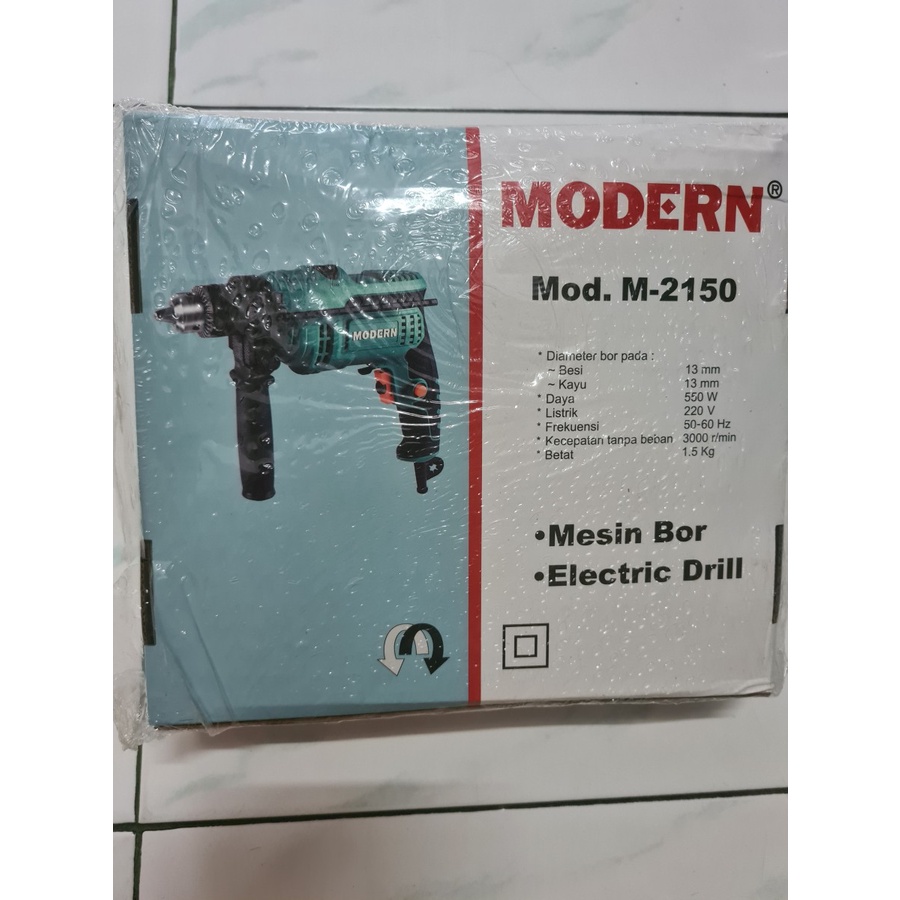 MODERN®
Mod. M-2150
* Diameter bor pada :
~ Besi 13 mm
~ Kayu 13 mm
* Daya 550 W
* Listrik 220 V
* Frekuensi 50-60 Hz
* Kecepatan tanpa beban 3000 r/min
* Betat 1.5 Kg
•Mesin Bor
•Electric Drill
MODERN